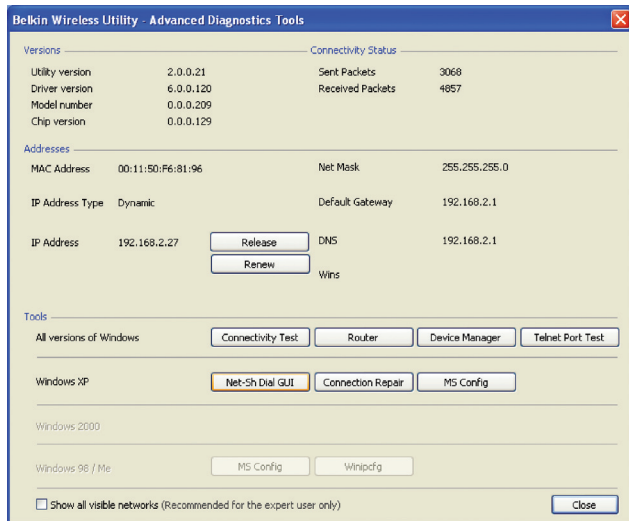 Belkin Wireless Utility - Advanced Diagnostics Tools
Versions
Utility version 2.0.0.21
Driver version 6.0.0.120
Model number 0.0.0.209
Chip version 0.0.0.129
Connectivity Status
Sent Packets 3068
Received Packets 4857
Addresses
MAC Address 00:11:50:F6:81:96
Net Mask 255.255.255.0
IP Address Type Dynamic
Default Gateway 192.168.2.1
IP Address 192.168.2.27 Release
DNS 192.168.2.1
Renew
Wins
Tools
All versions of Windows Connectivity Test Router Device Manager Telnet Port Test
Windows XP Net-Sh Dial GUI Connection Repair MS Config
Windows 2000
Windows 98 / Me MS Config Winipcfg
Show all visible networks (Recommended for the expert user only) Close